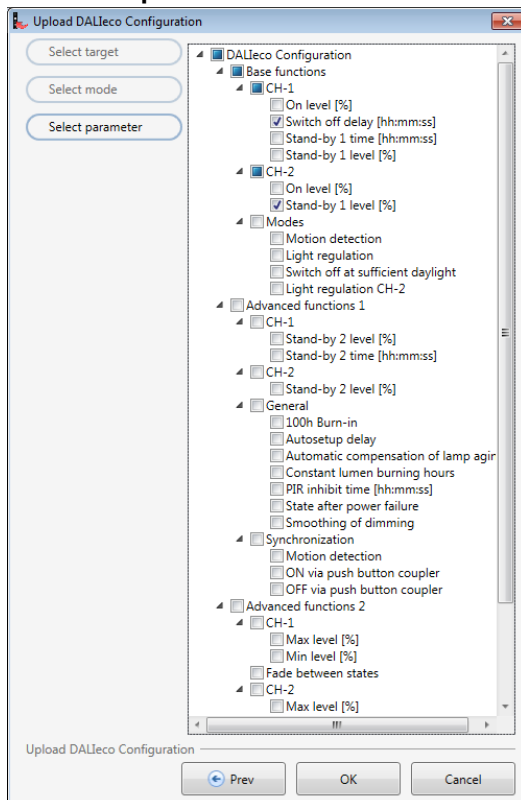 Upload DALIeco Configuration
Select target
Select mode
Select parameter
DALIeco Configuration
Base functions
CH-1
On level [%]
Switch off delay [hh:mm:ss]
Stand-by 1 time [hh:mm:ss]
Stand-by 1 level [%]
CH-2
On level [%]
Stand-by 1 level [%]
Modes
Motion detection
Light regulation
Switch off at sufficient daylight
Light regulation CH-2
Advanced functions 1
CH-1
Stand-by 2 level [%]
Stand-by 2 time [hh:mm:ss]
CH-2
Stand-by 2 level [%]
General
100h Burn-in
Autosetup delay
Automatic compensation of lamp agin
Constant lumen burning hours
PIR inhibit time [hh:mm:ss]
State after power failure
Smoothing of dimming
Synchronization
Motion detection
ON via push button coupler
OFF via push button coupler
Advanced functions 2
CH-1
Max level [%]
Min level [%]
Fade between states
CH-2
Max level [%]
Upload DALIeco Configuration
Prev
OK
Cancel